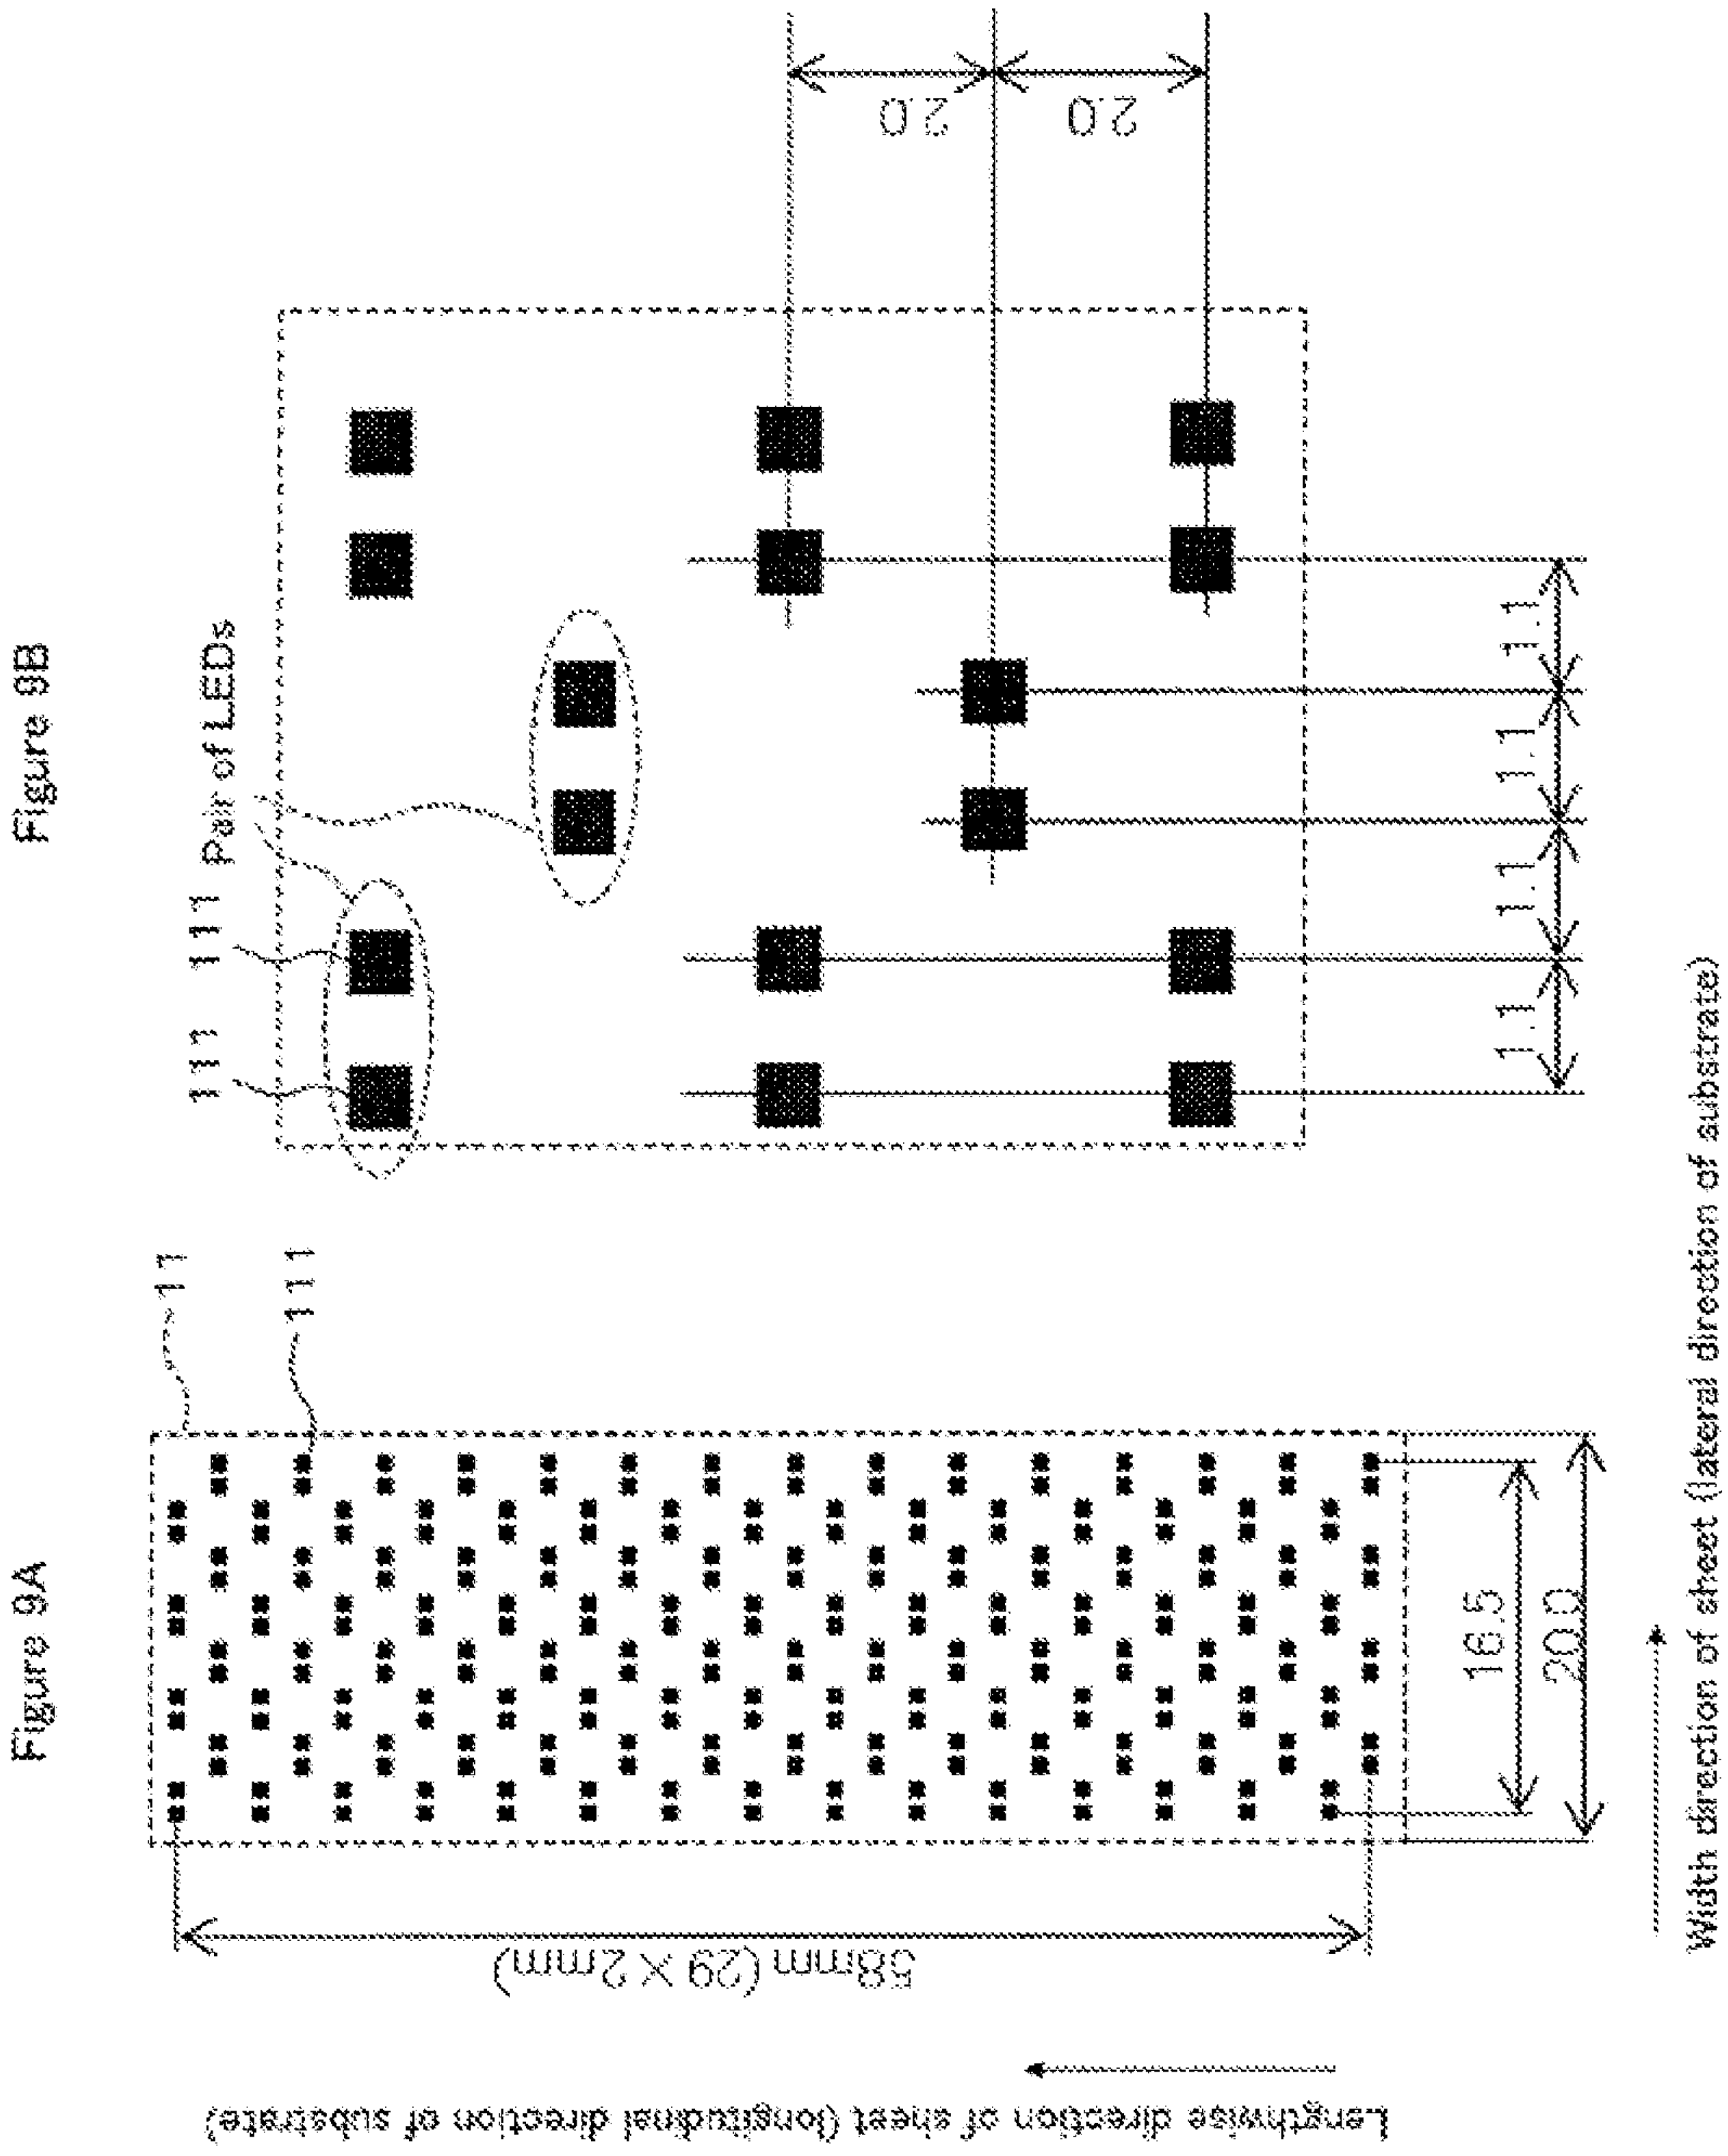 Figure 9A
11
111
58mm (29 × 2mm)
16.5
20.0
Lengthwise direction of sheet (longitudinal direction of substrate)
Width direction of sheet (lateral direction of substrate)
Figure 9B
Pair of LEDs
111
111
2.0
2.0
1.1
1.1
1.1
1.1